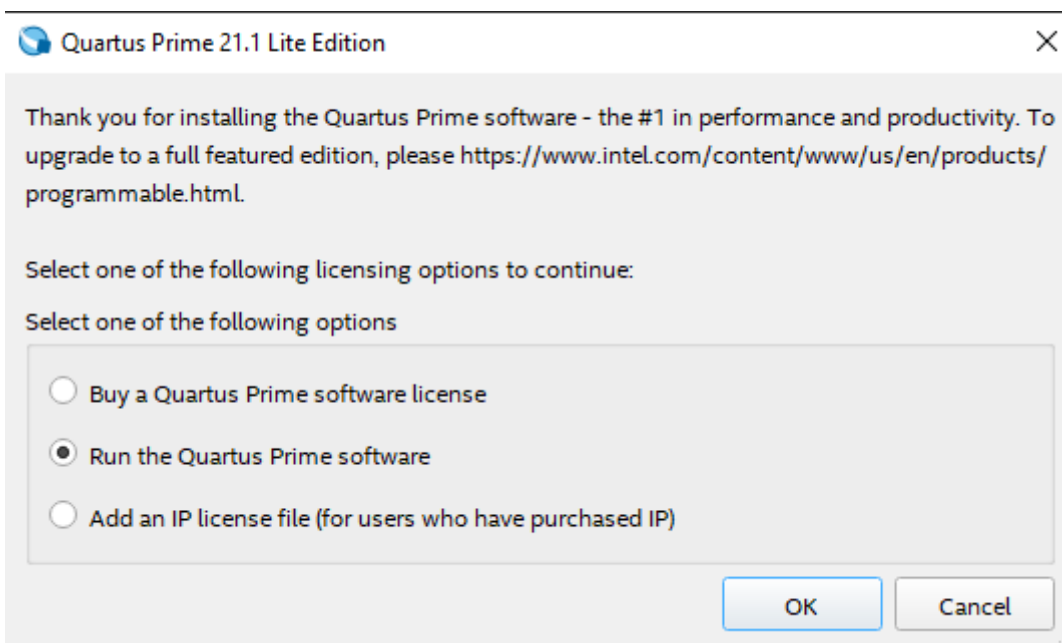 Quartus Prime 21.1 Lite Edition
Thank you for installing the Quartus Prime software - the #1 in performance and productivity. To
upgrade to a full featured edition, please https://www.intel.com/content/www/us/en/products/
programmable.html.
Select one of the following licensing options to continue:
Select one of the following options
Buy a Quartus Prime software license
Run the Quartus Prime software
Add an IP license file (for users who have purchased IP)
OK Cancel